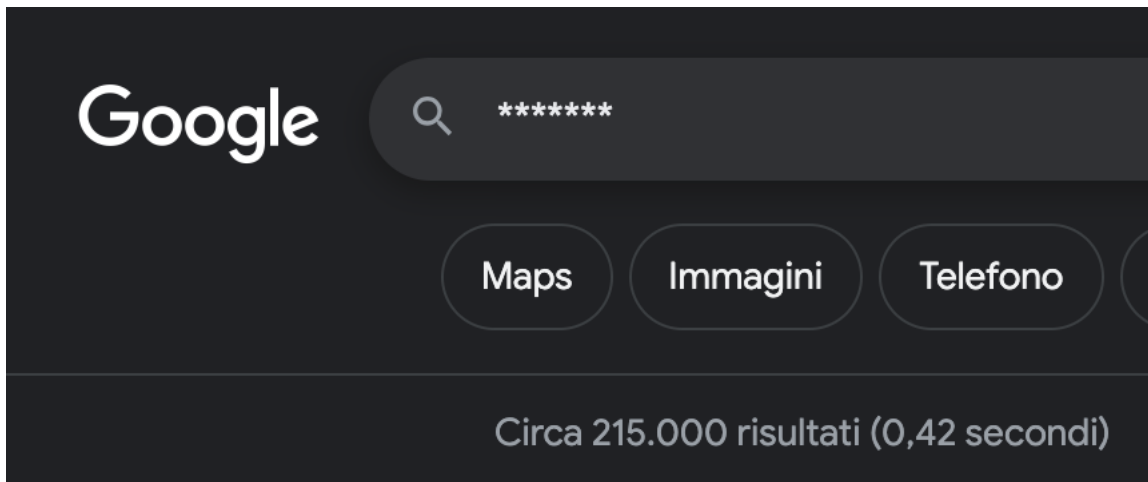 Google
*******
Maps Immagini Telefono
Circa 215.000 risultati (0,42 secondi)